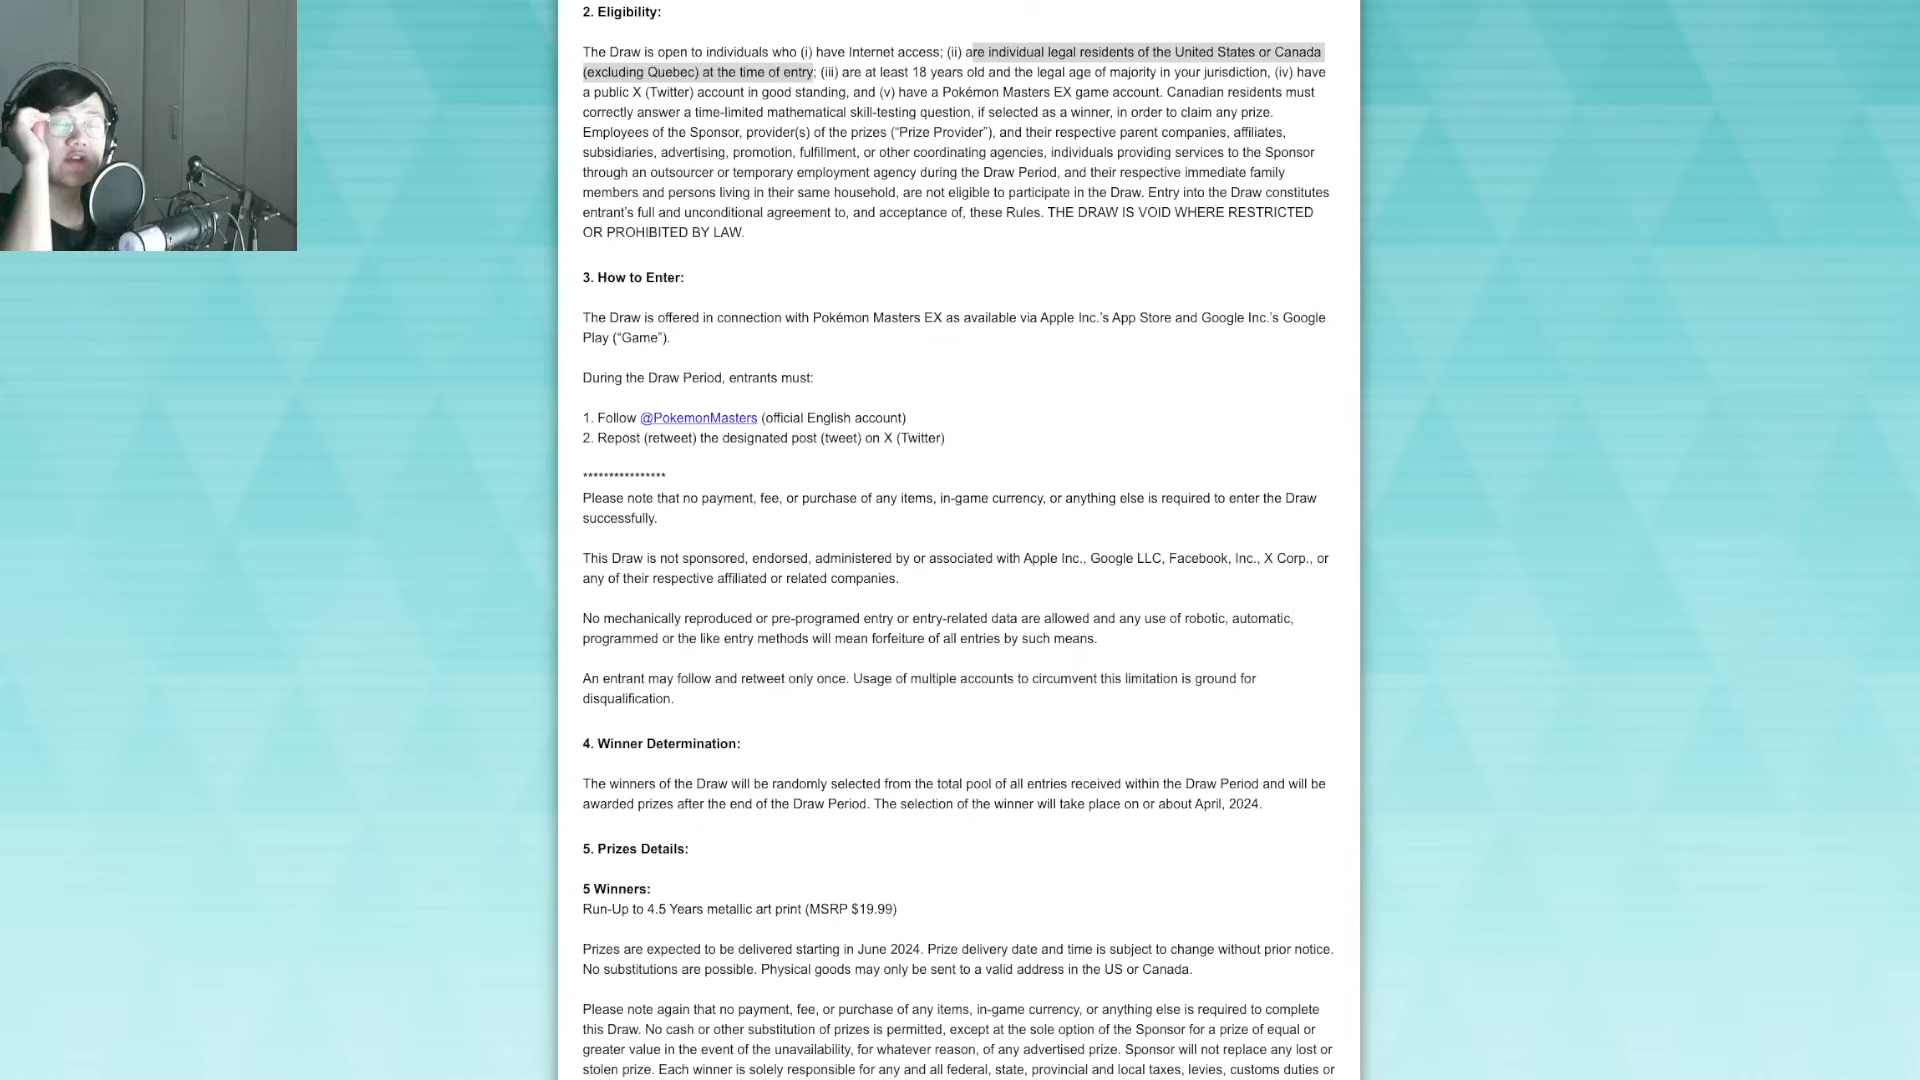 2. Eligibility:
The Draw is open to individuals who (i) have Internet access; (ii) are individual legal residents of the United States or Canada
(excluding Quebec) at the time of entry; (iii) are at least 18 years old and the legal age of majority in your jurisdiction, (iv) have
a public X (Twitter) account in good standing, and (v) have a Pokémon Masters EX game account. Canadian residents must
correctly answer a time-limited mathematical skill-testing question, if selected as a winner, in order to claim any prize.
Employees of the Sponsor, provider(s) of the prizes (“Prize Provider”), and their respective parent companies, affiliates,
subsidiaries, advertising, promotion, fulfillment, or other coordinating agencies, individuals providing services to the Sponsor
through an outsourcer or temporary employment agency during the Draw Period, and their respective immediate family
members and persons living in their same household, are not eligible to participate in the Draw. Entry into the Draw constitutes
entrant’s full and unconditional agreement to, and acceptance of, these Rules. THE DRAW IS VOID WHERE RESTRICTED
OR PROHIBITED BY LAW.
3. How to Enter:
The Draw is offered in connection with Pokémon Masters EX as available via Apple Inc.’s App Store and Google Inc.’s Google
Play (“Game”).
During the Draw Period, entrants must:
1. Follow @PokemonMasters (official English account)
2. Repost (retweet) the designated post (tweet) on X (Twitter)
****************
Please note that no payment, fee, or purchase of any items, in-game currency, or anything else is required to enter the Draw
successfully.
This Draw is not sponsored, endorsed, administered by or associated with Apple Inc., Google LLC, Facebook, Inc., X Corp., or
any of their respective affiliated or related companies.
No mechanically reproduced or pre-programed entry or entry-related data are allowed and any use of robotic, automatic,
programmed or the like entry methods will mean forfeiture of all entries by such means.
An entrant may follow and retweet only once. Usage of multiple accounts to circumvent this limitation is ground for
disqualification.
4. Winner Determination:
The winners of the Draw will be randomly selected from the total pool of all entries received within the Draw Period and will be
awarded prizes after the end of the Draw Period. The selection of the winner will take place on or about April, 2024.
5. Prizes Details:
5 Winners:
Run-Up to 4.5 Years metallic art print (MSRP $19.99)
Prizes are expected to be delivered starting in June 2024. Prize delivery date and time is subject to change without prior notice.
No substitutions are possible. Physical goods may only be sent to a valid address in the US or Canada.
Please note again that no payment, fee, or purchase of any items, in-game currency, or anything else is required to complete
this Draw. No cash or other substitution of prizes is permitted, except at the sole option of the Sponsor for a prize of equal or
greater value in the event of the unavailability, for whatever reason, of any advertised prize. Sponsor will not replace any lost or
stolen prize. Each winner is solely responsible for any and all federal, state, provincial and local taxes, levies, customs duties or